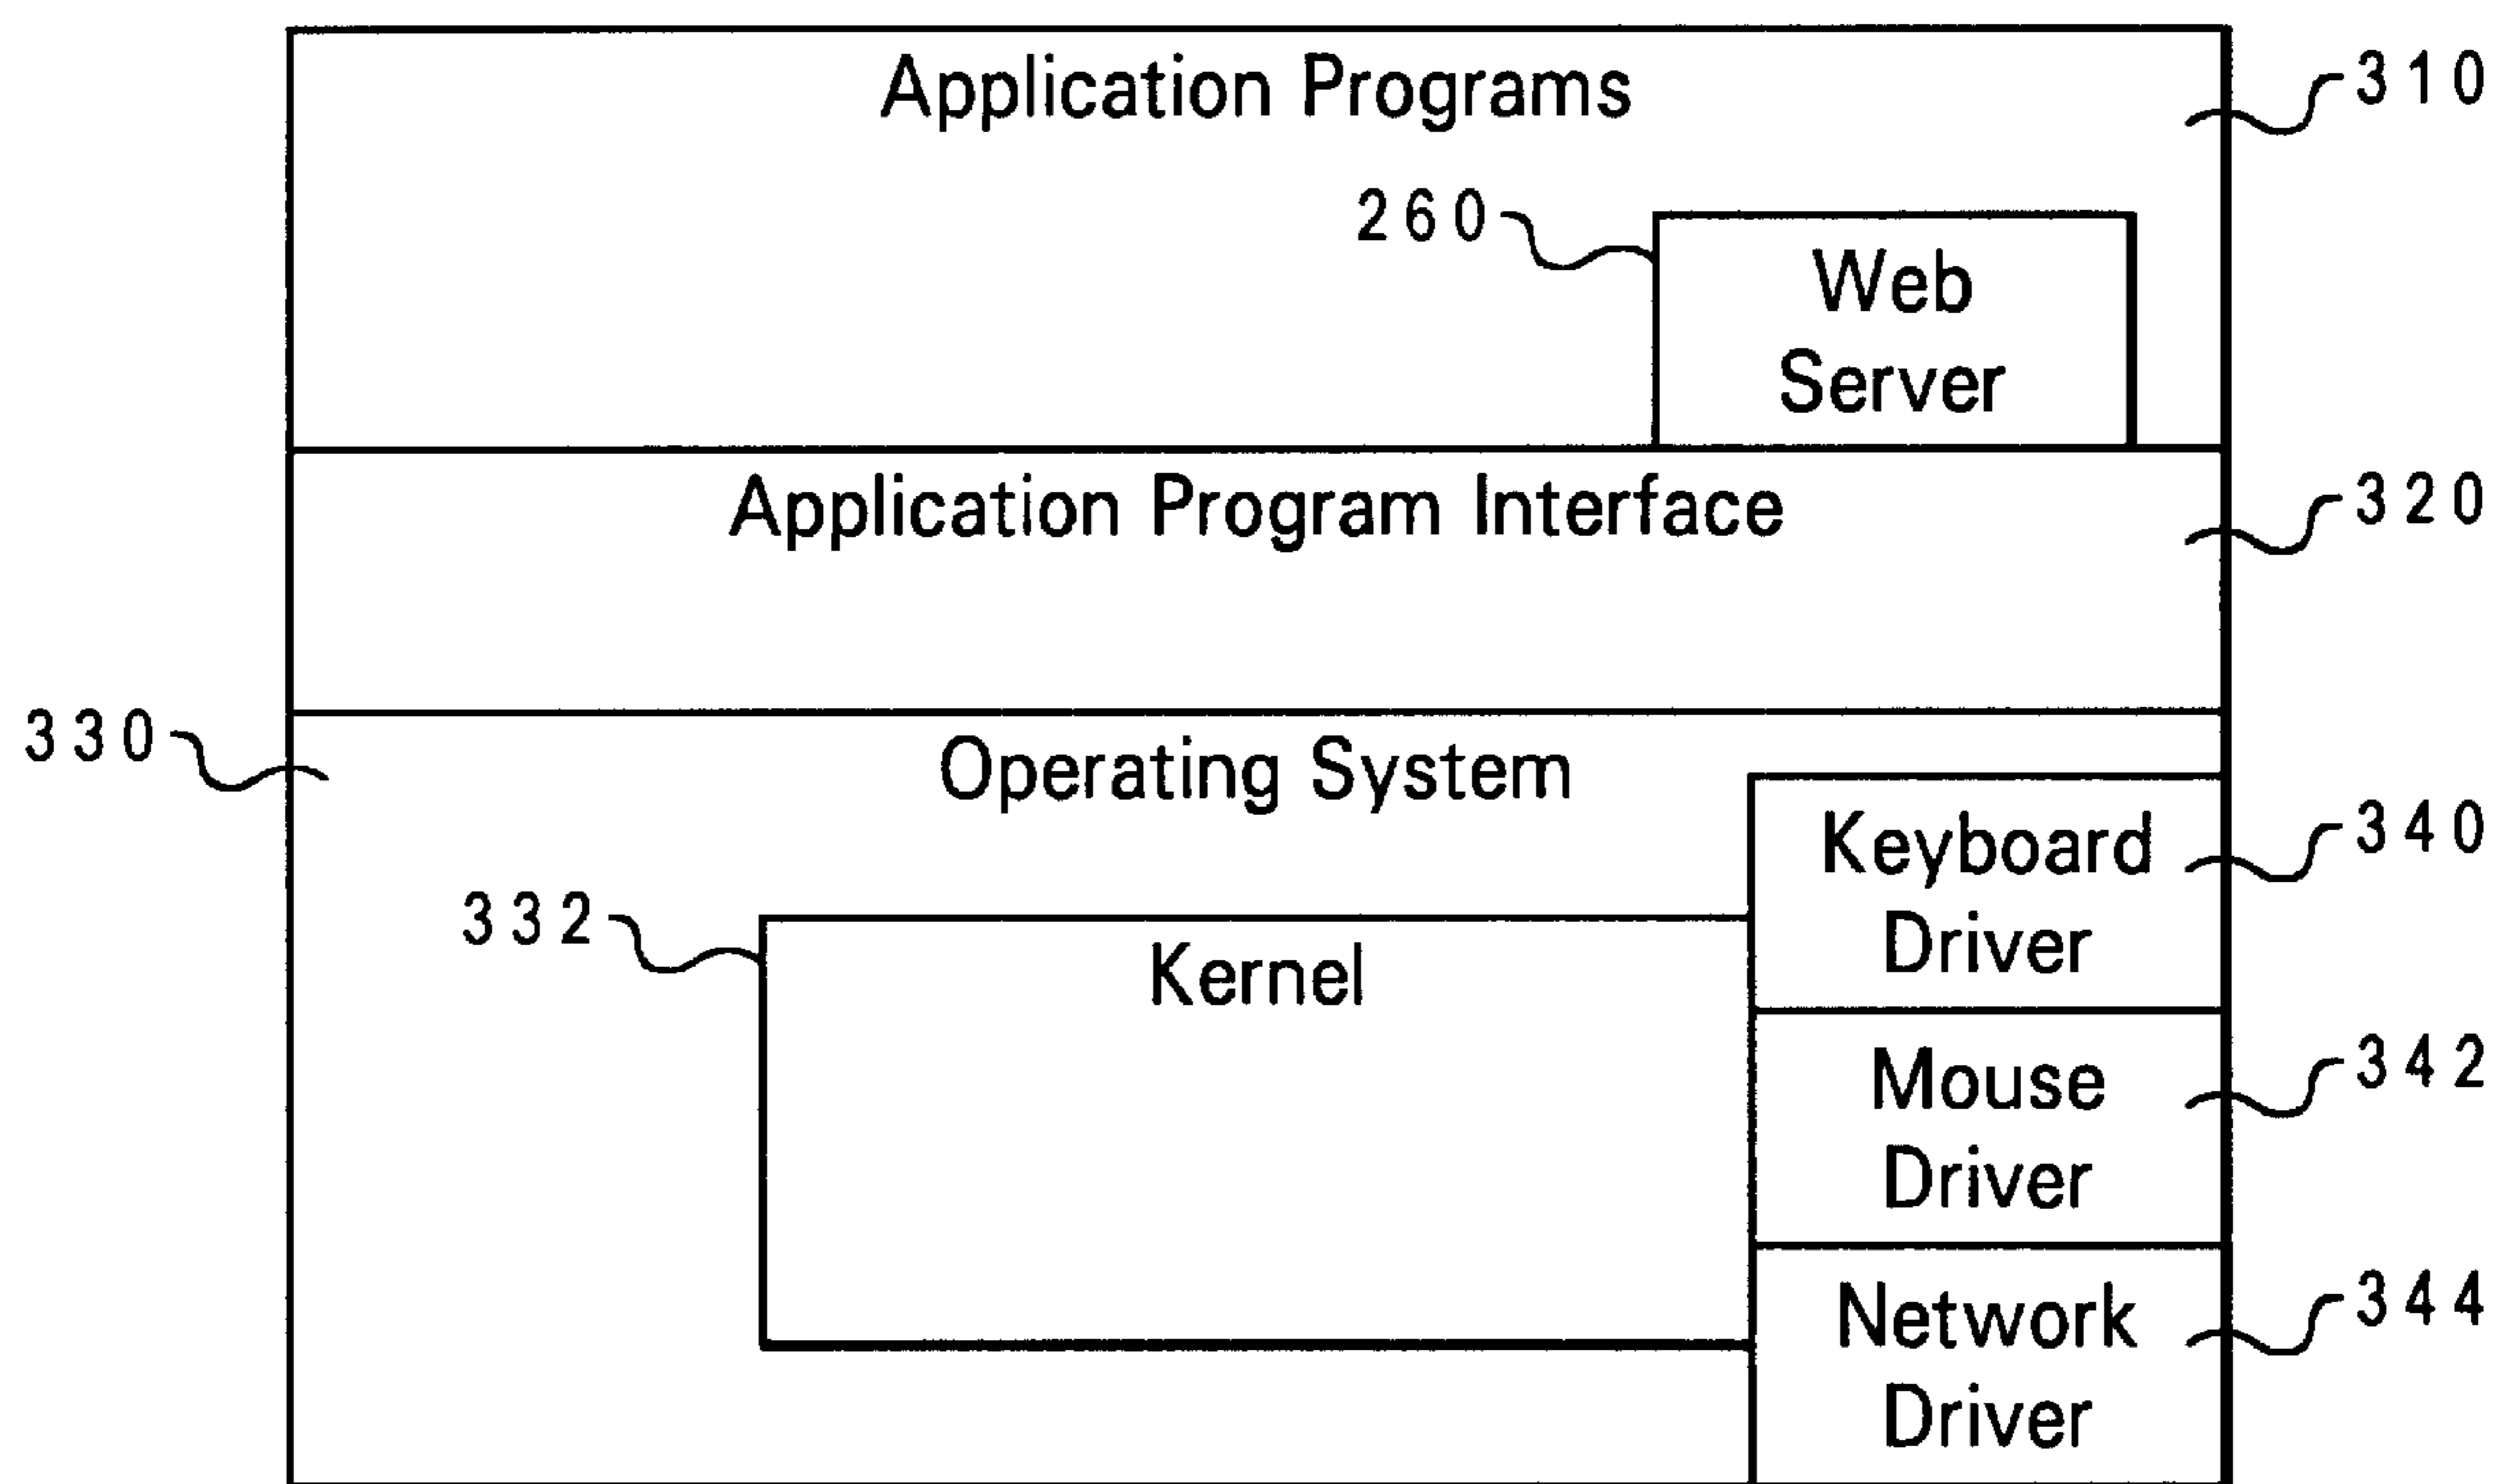 Application Programs
310
260
Web
Server
Application Program Interface
320
330
Operating System
Keyboard
Driver
340
332
Kernel
Mouse
Driver
342
Network
Driver
344